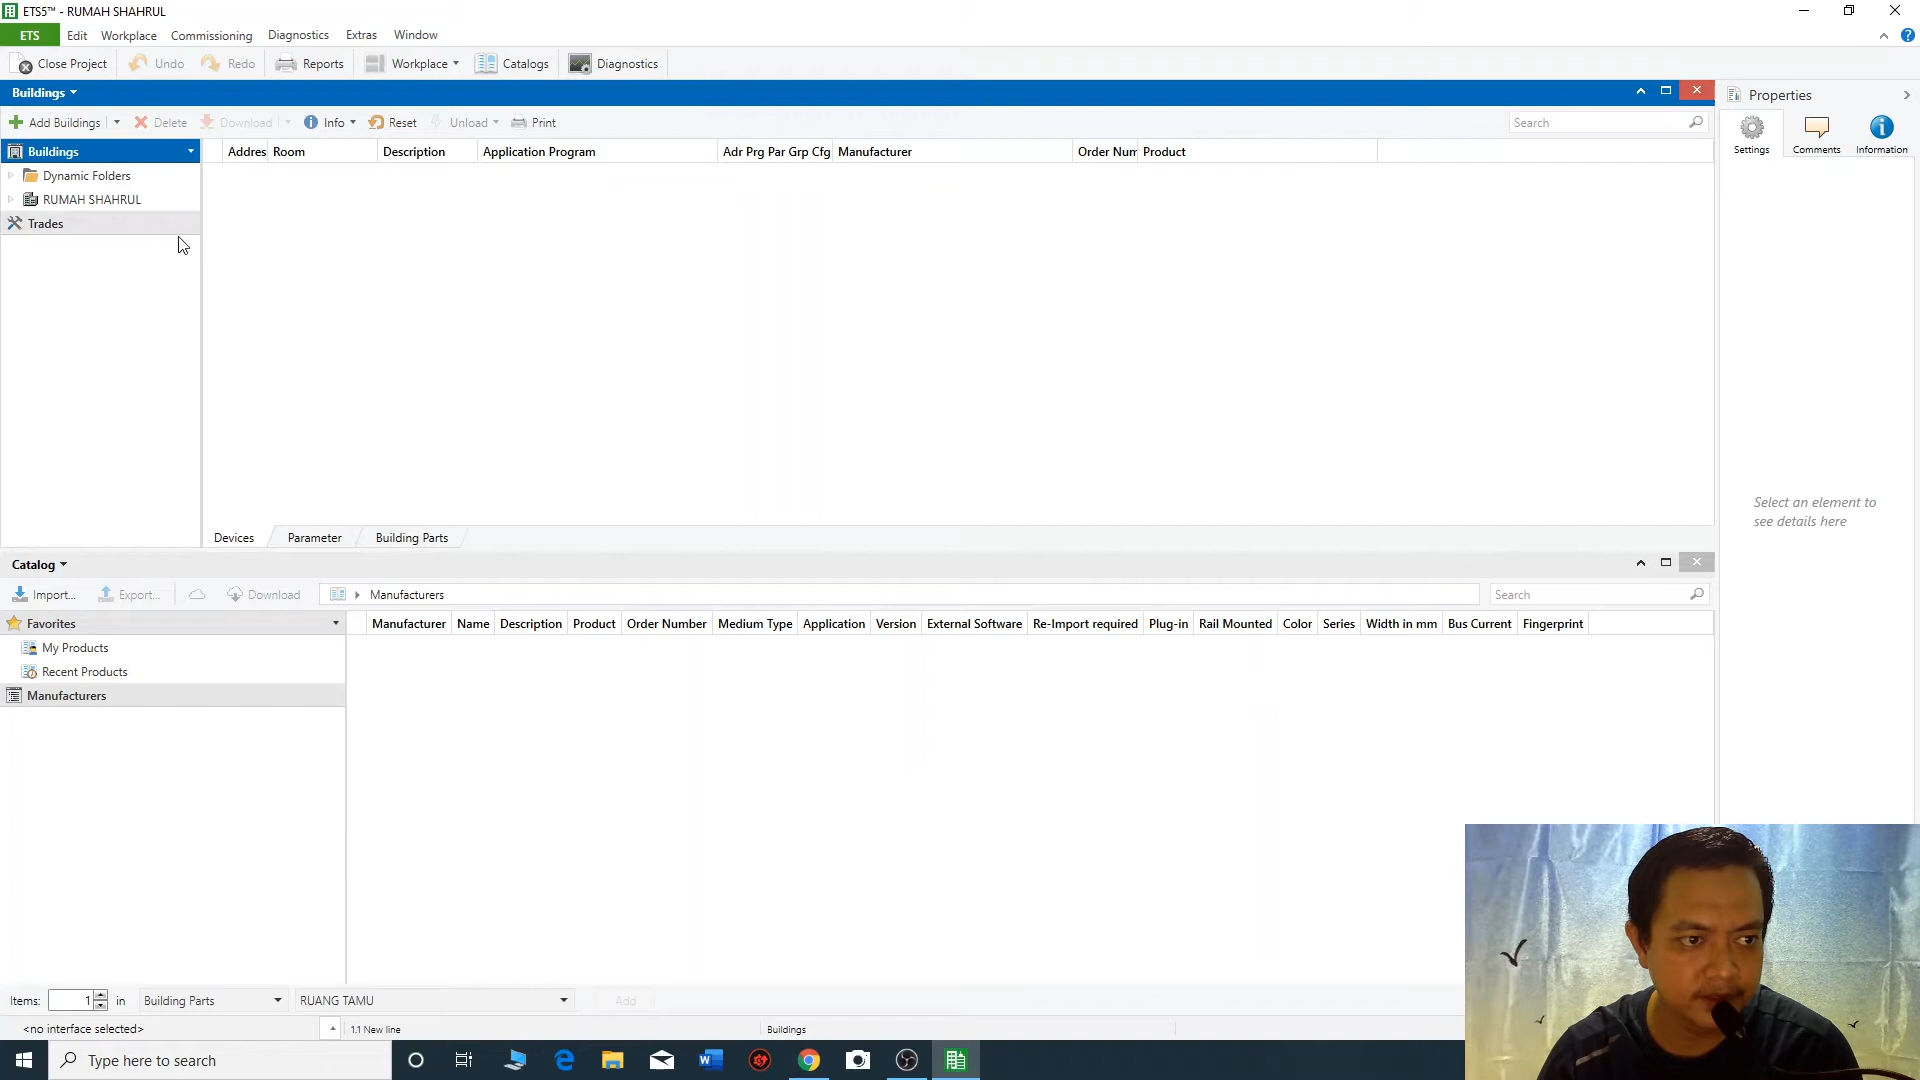 ETS5™ - RUMAH SHAHRUL
ETS Edit Workplace Commissioning Diagnostics Extras Window
Close Project Undo Redo Reports Workplace Catalogs Diagnostics
Buildings
Properties
Add Buildings Delete Download Info Reset Unload Print Search
Settings Comments Information
Buildings
Addres Room Description Application Program Adr Prg Par Grp Cfg Manufacturer Order Num Product
Dynamic Folders
RUMAH SHAHRUL
Trades
Select an element to
see details here
Devices Parameter Building Parts
Catalog
Import... Export... Download Manufacturers Search
Favorites
Manufacturer Name Description Product Order Number Medium Type Application Version External Software Re-Import required Plug-in Rail Mounted Color Series Width in mm Bus Current Fingerprint
My Products
Recent Products
Manufacturers
Items: 1 in Building Parts RUANG TAMU Add
<no interface selected> 1.1 New line Buildings
Type here to search